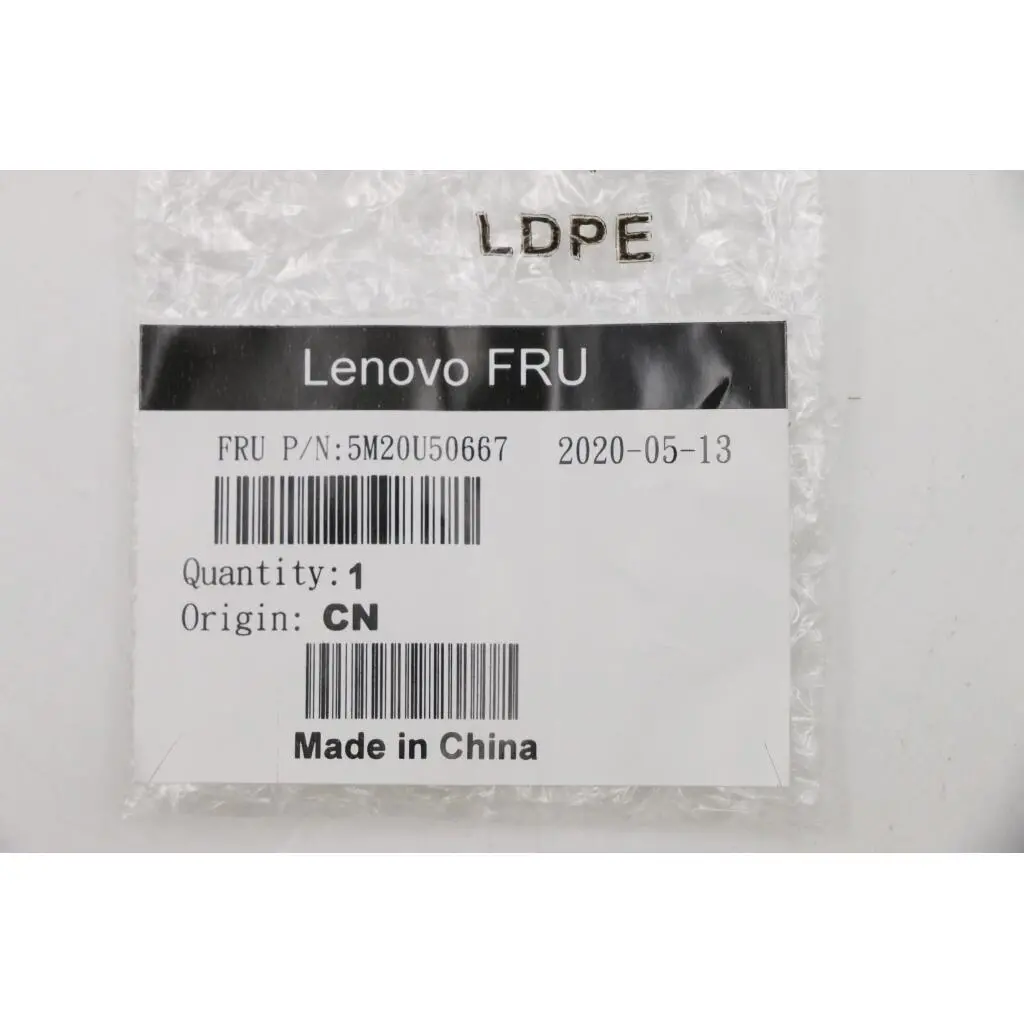 LDPE
Lenovo FRU
FRU P/N:5M20U50667 2020-05-13
Quantity:1
Origin: CN
Made in China